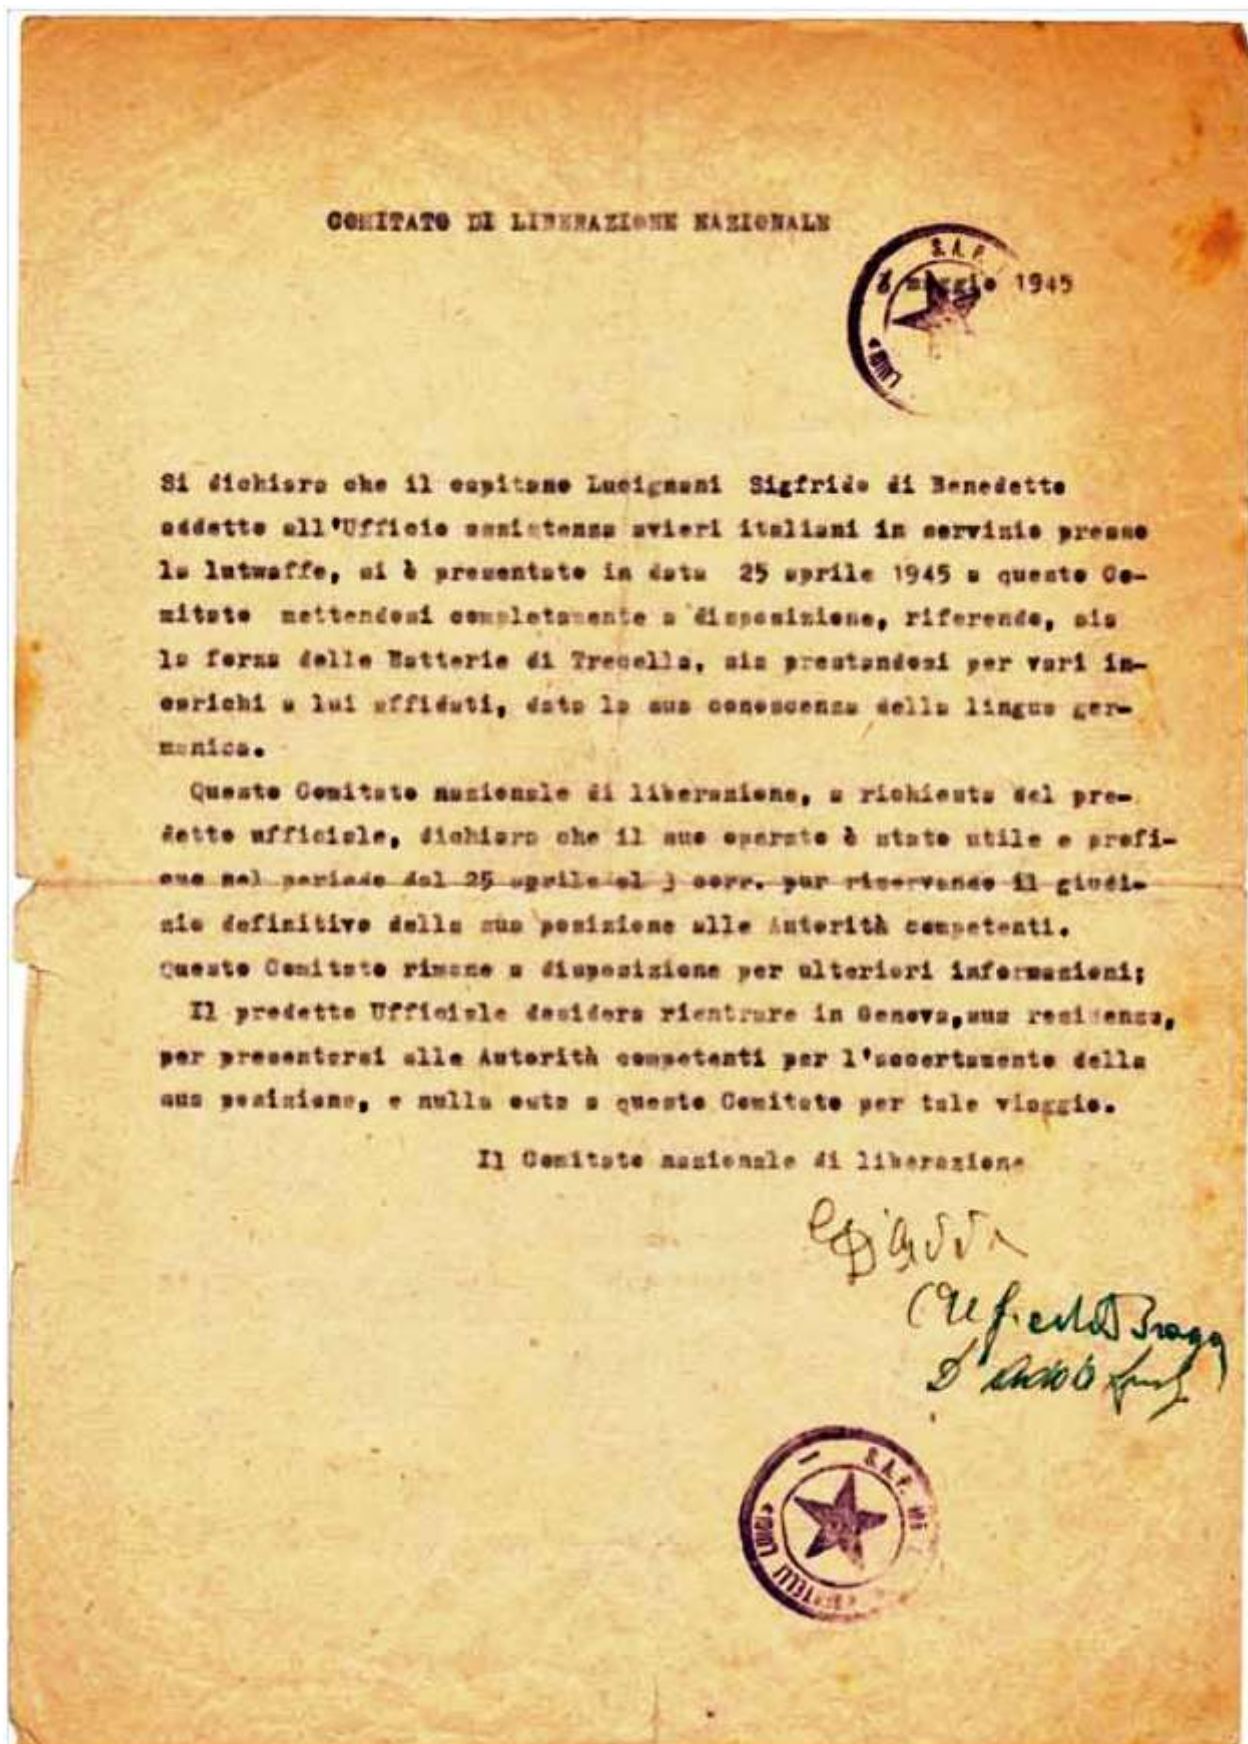 COMITATO DI LIBERAZIONE NAZIONALE
S.A.P.
maggio 1945
LUIGI
Si dichiara che il capitano Lucignani Sigfrido di Benedetto
addetto all'Ufficio assistenza avieri italiani in servizio presso
la lutwaffe, si è presentato in data 25 aprile 1945 a questo Co-
mitato mettendosi completamente a disposizione, riferendo, sia
la forza delle Batterie di Trecella, sia prestandosi per vari in-
carichi a lui affidati, data la sua conoscenza della lingua ger-
manica.
Questo Comitato nazionale di liberazione, a richiesta del pre-
detto ufficiale, dichiara che il suo operato è stato utile e profi-
cuo nel periodo dal 25 aprile al 3 corr. pur riservando il giudi-
zio definitivo della sua posizione alle Autorità competenti.
Questo Comitato rimane a disposizione per ulteriori informazioni;
Il predetto Ufficiale desidera rientrare in Genova,sua residenza,
per presentarsi alle Autorità competenti per l'accertamento della
sua posizione, e nulla osta a questo Comitato per tale viaggio.
Il Comitato nazionale di liberazione
Alfredo Braga
S.A.P.
LUIGI